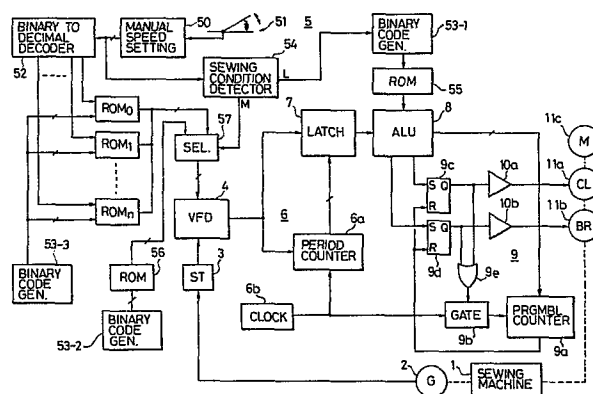 BINARY TO
DECIMAL
DECODER
52
MANUAL
SPEED
SETTING
50
51
5
54
SEWING
CONDITION
DETECTOR
L
M
BINARY
CODE
GEN.
53-1
ROM
55
8
ALU
7
LATCH
ROM0
ROM1
ROMn
57
SEL.
4
VFD
6
6a
PERIOD
COUNTER
3
ST
6b
CLOCK
53-3
BINARY
CODE GEN.
ROM
56
53-2
BINARY
CODE
GEN.
9c
S Q
R
S Q
R
9d
9e
10a
10b
9
GATE
9b
PRGMBL
COUNTER
9a
11c
M
11a
CL
11b
BR
2
G
1
SEWING
MACHINE